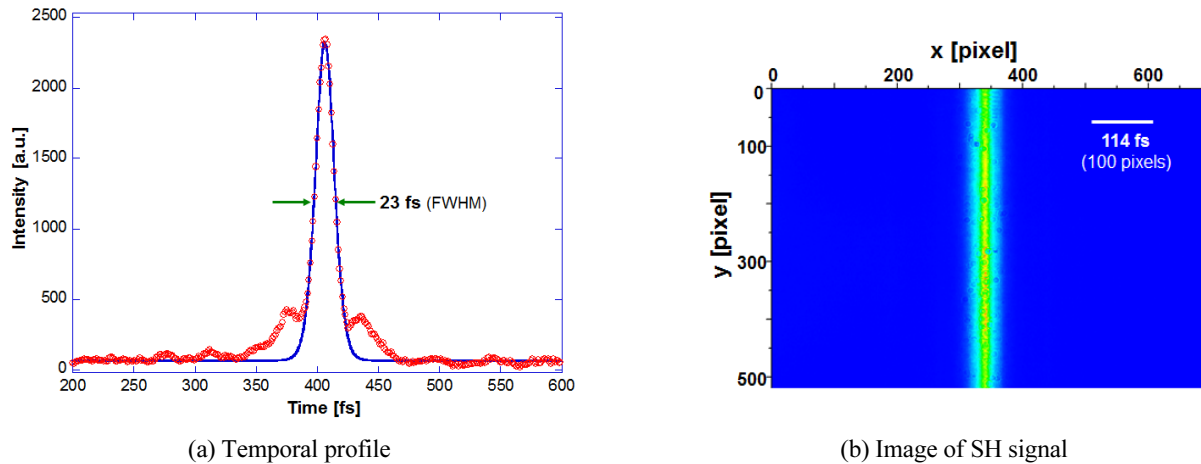 2500
2000
1500
1000
500
0
Intensity [a.u.]
23 fs (FWHM)
200 250 300 350 400 450 500 550 600
Time [fs]
(a) Temporal profile
x [pixel]
0 200 400 600
0
100
300
500
y [pixel]
114 fs
(100 pixels)
(b) Image of SH signal